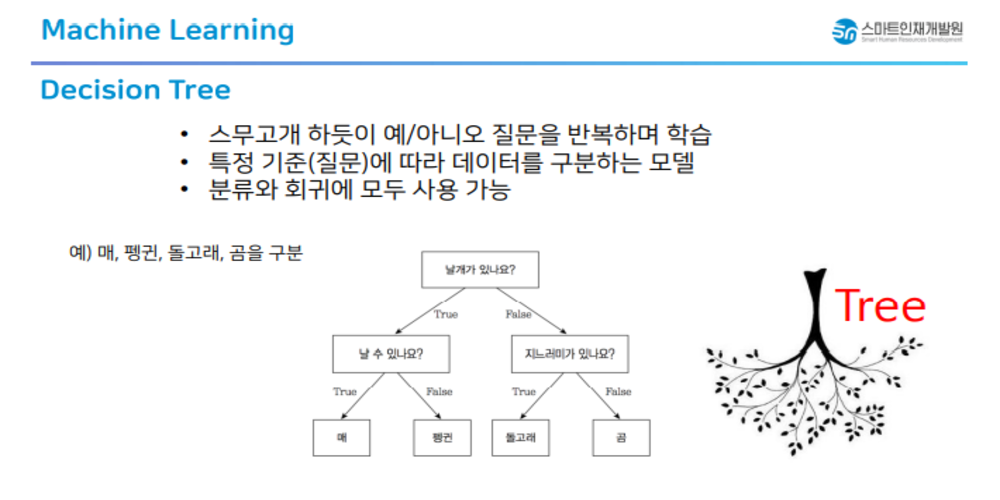 Machine Learning
스마트인재개발원
Smart Human Resources Development
Decision Tree
• 스무고개 하듯이 예/아니오 질문을 반복하며 학습
• 특정 기준(질문)에 따라 데이터를 구분하는 모델
• 분류와 회귀에 모두 사용 가능
예) 매, 펭귄, 돌고래, 곰을 구분
날개가 있나요?
True
False
날 수 있나요?
지느러미가 있나요?
True
False
True
False
매
펭귄
돌고래
곰
Tree